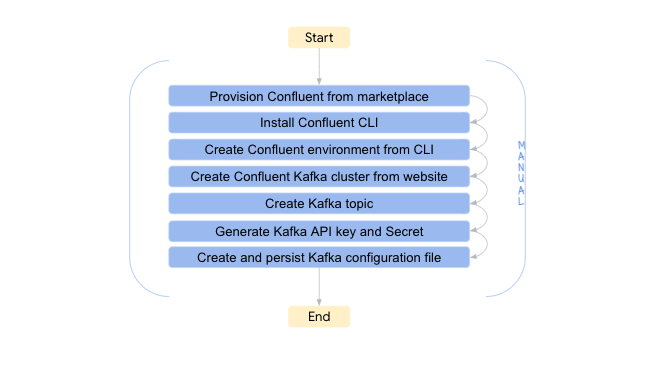 Start
Provision Confluent from marketplace
Install Confluent CLI
Create Confluent environment from CLI
Create Confluent Kafka cluster from website
Create Kafka topic
Generate Kafka API key and Secret
Create and persist Kafka configuration file
MANUAL
End